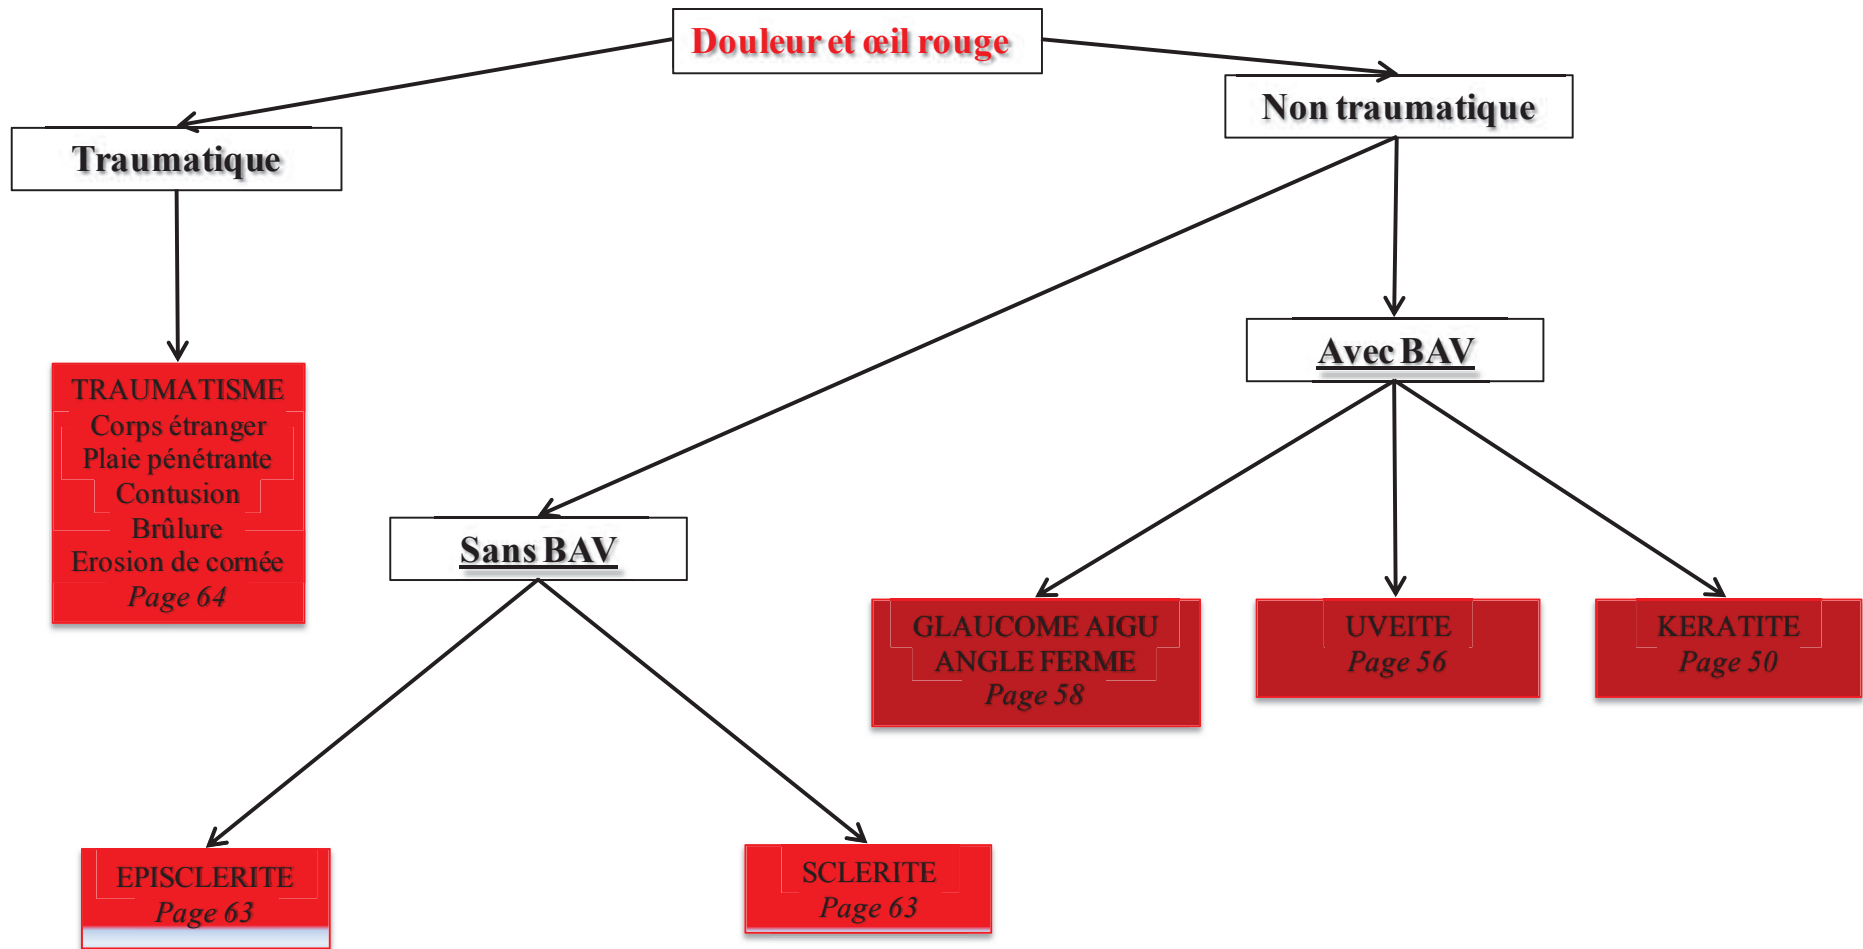 Douleur et œil rouge
Non traumatique
Traumatique
Avec BAV
TRAUMATISME
Corps étranger
Plaie pénétrante
Contusion
Brûlure
Erosion de cornée
Page 64
Sans BAV
GLAUCOME AIGU
ANGLE FERME
Page 58
UVEITE
Page 56
KERATITE
Page 50
EPISCLERITE
Page 63
SCLERITE
Page 63